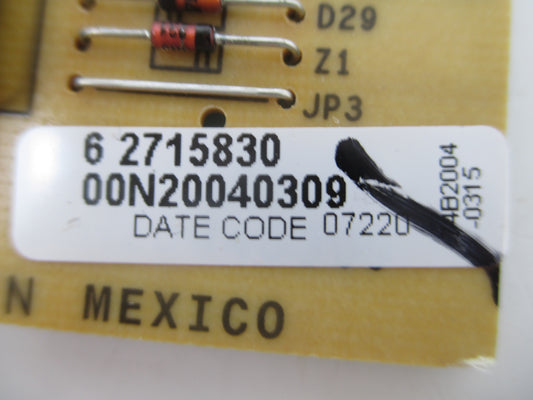 D29
Z1
JP3
6 2715830
00N20040309
DATE CODE 07220
4B2004
-0315
N MEXICO